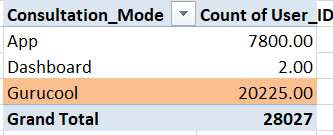 Consultation_Mode Count of User_ID
App 7800.00
Dashboard 2.00
Gurucool 20225.00
Grand Total 28027